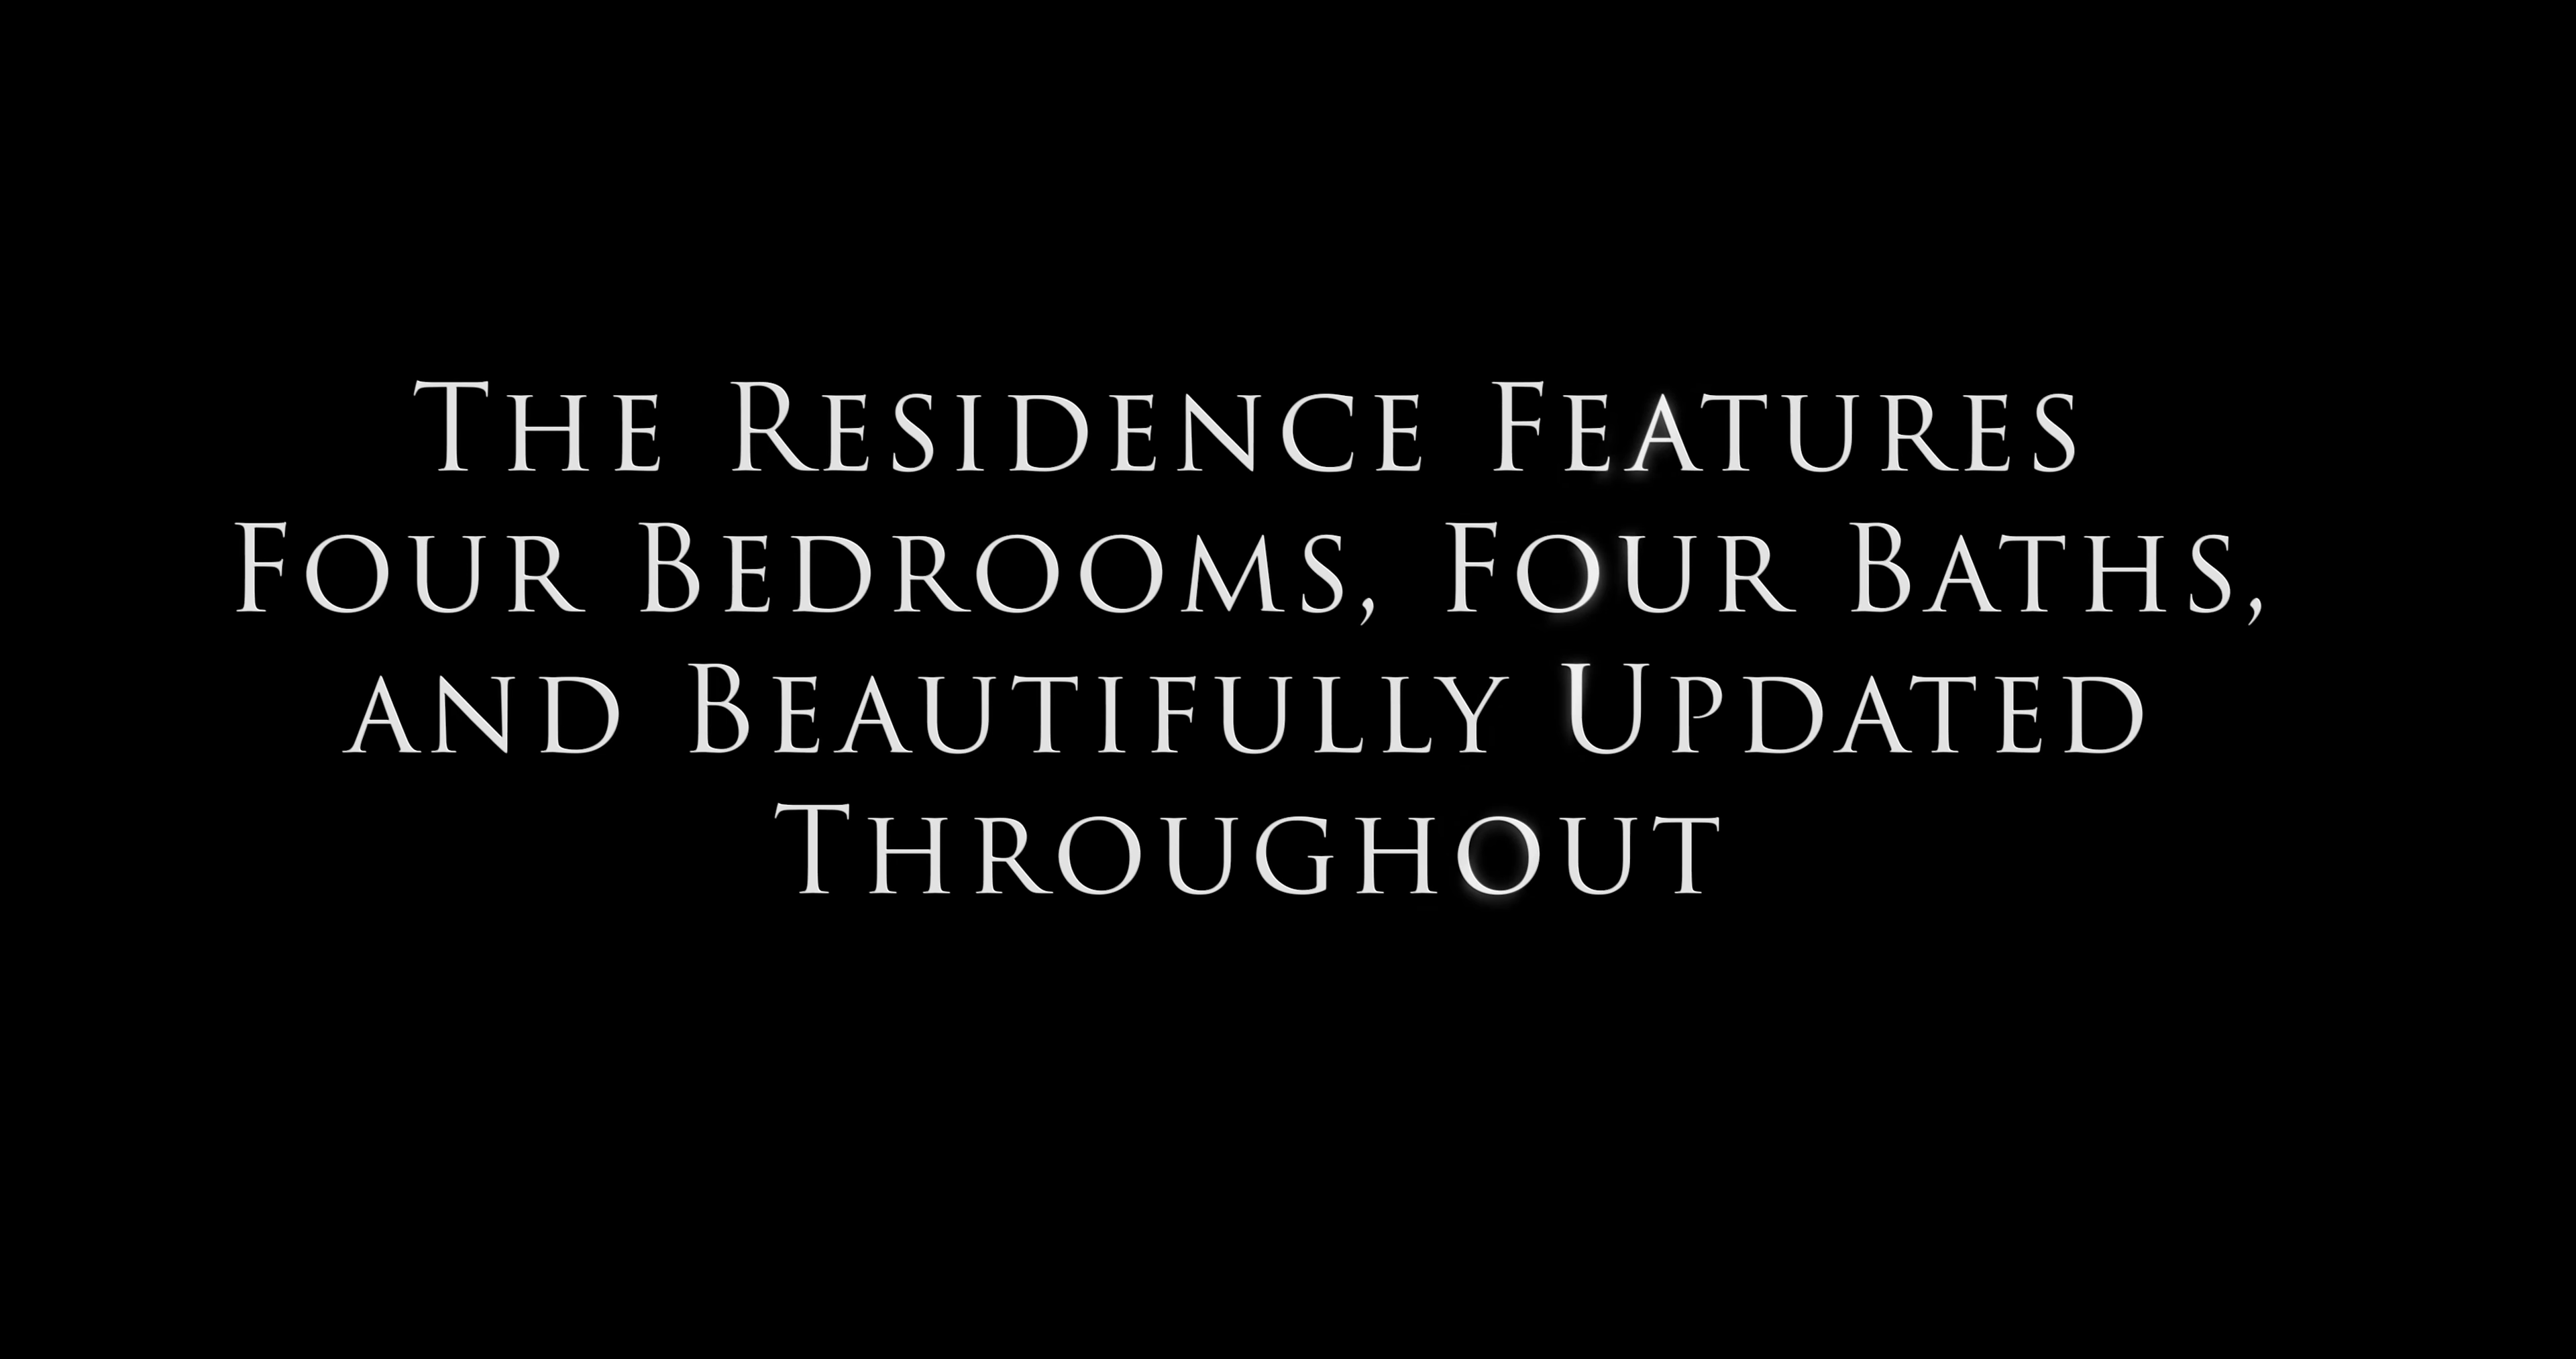 The Residence Features
Four Bedrooms, Four Baths,
and Beautifully Updated
Throughout